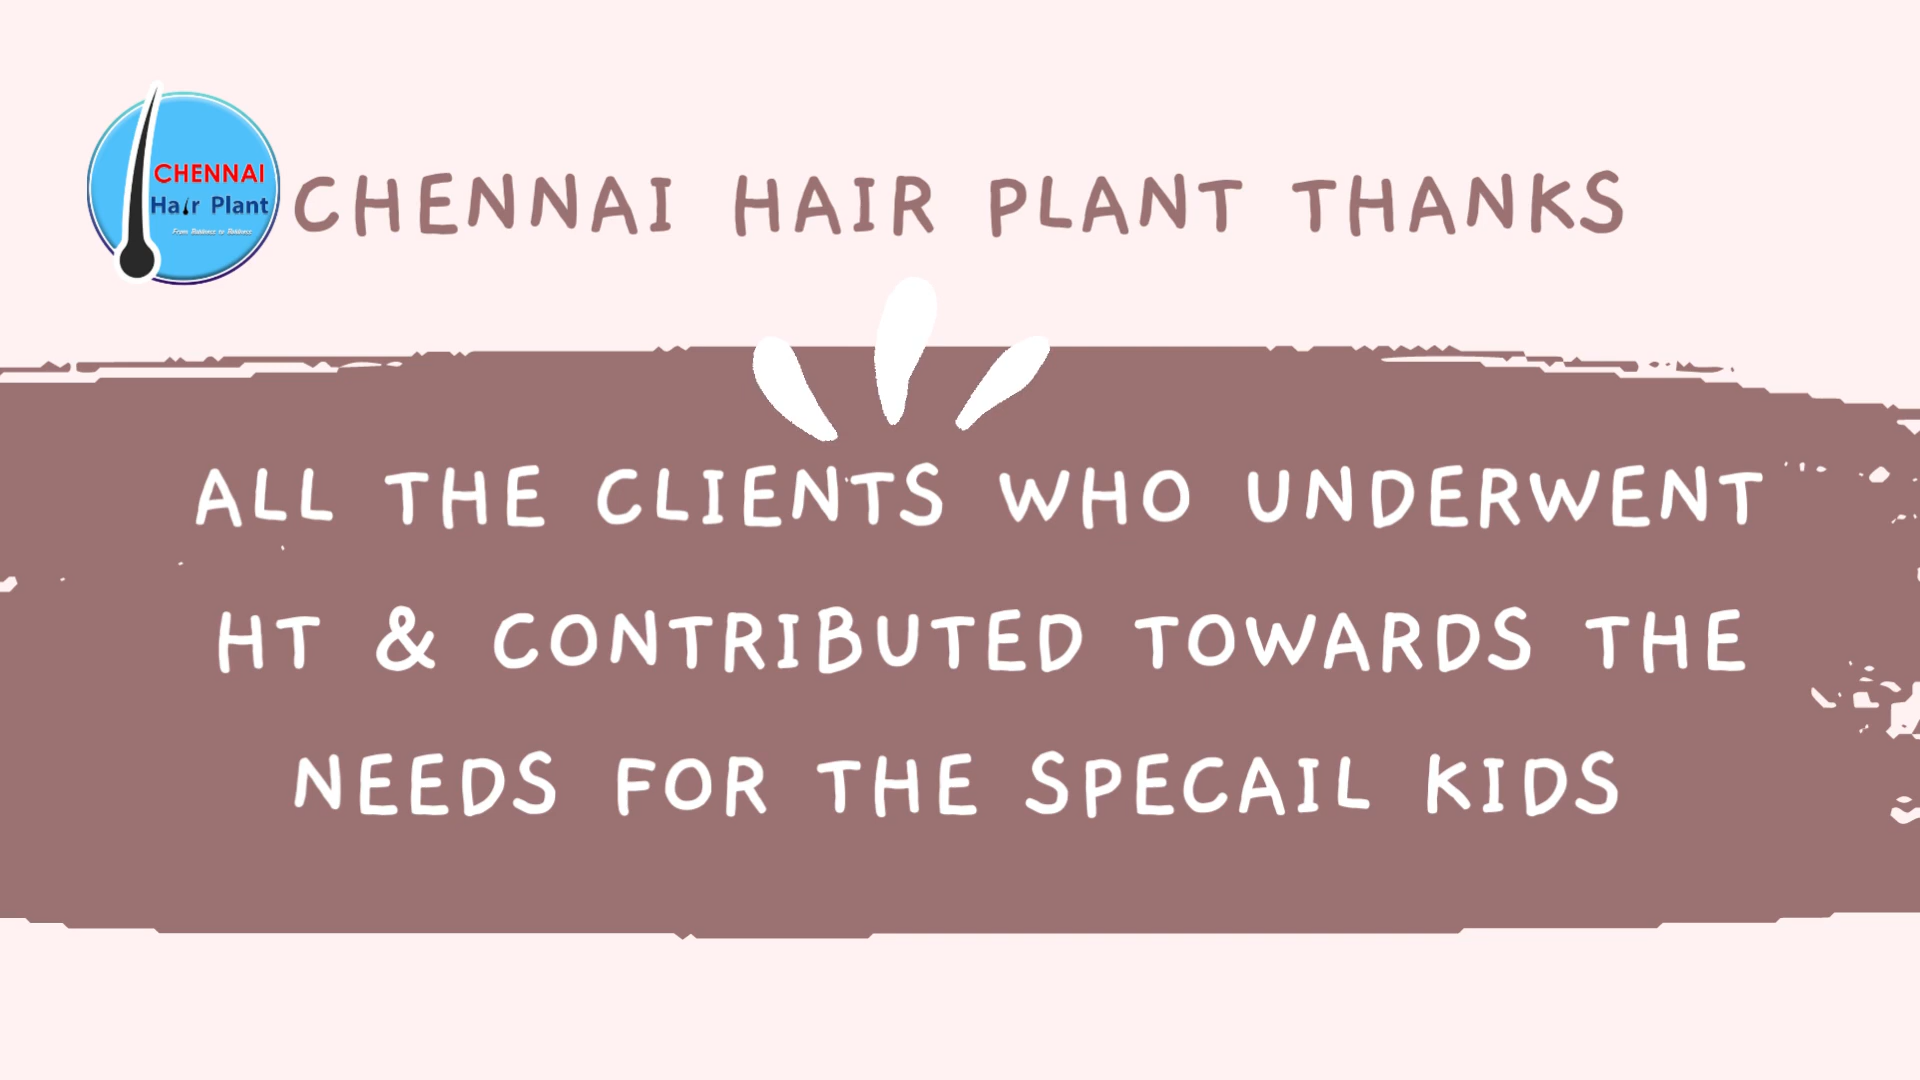 CHENNAI
Hair Plant
CHENNAI HAIR PLANT THANKS
ALL THE CLIENTS WHO UNDERWENT
HT & CONTRIBUTED TOWARDS THE
NEEDS FOR THE SPECAIL KIDS